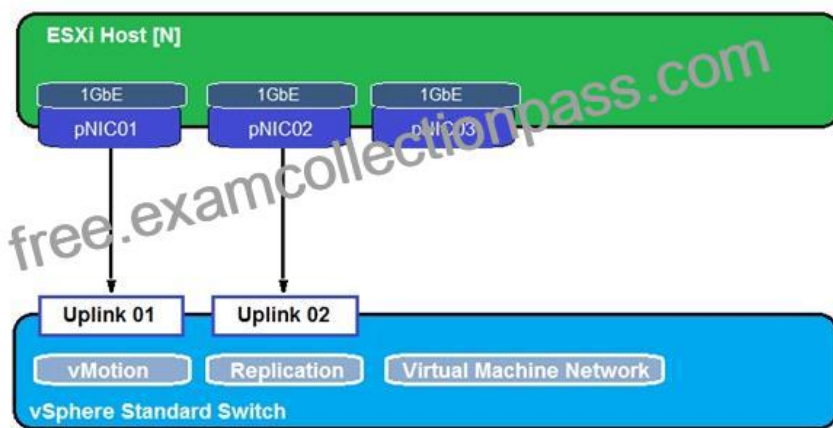 ESXi Host [N]
1GbE 1GbE 1GbE
pNIC01 pNIC02 pNIC03
free.examcollectionpass.com
Uplink 01 Uplink 02
vMotion Replication Virtual Machine Network
vSphere Standard Switch